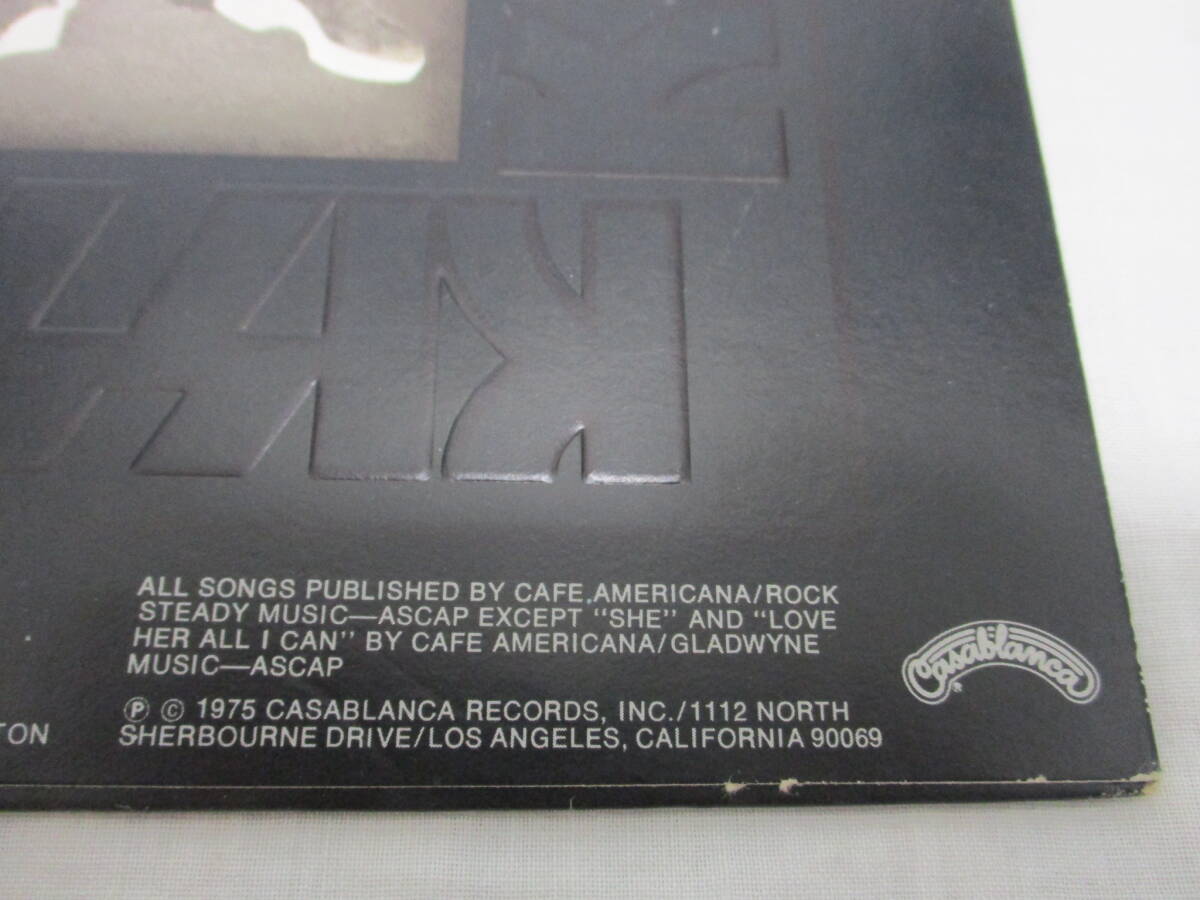 ALL SONGS PUBLISHED BY CAFE AMERICANA/ROCK
STEADY MUSIC—ASCAP EXCEPT "SHE" AND "LOVE
HER ALL I CAN" BY CAFE AMERICANA/GLADWYNE
MUSIC—ASCAP
Ⓟ © 1975 CASABLANCA RECORDS, INC./1112 NORTH
SHERBOURNE DRIVE/LOS ANGELES, CALIFORNIA 90069
TON
Casablanca®